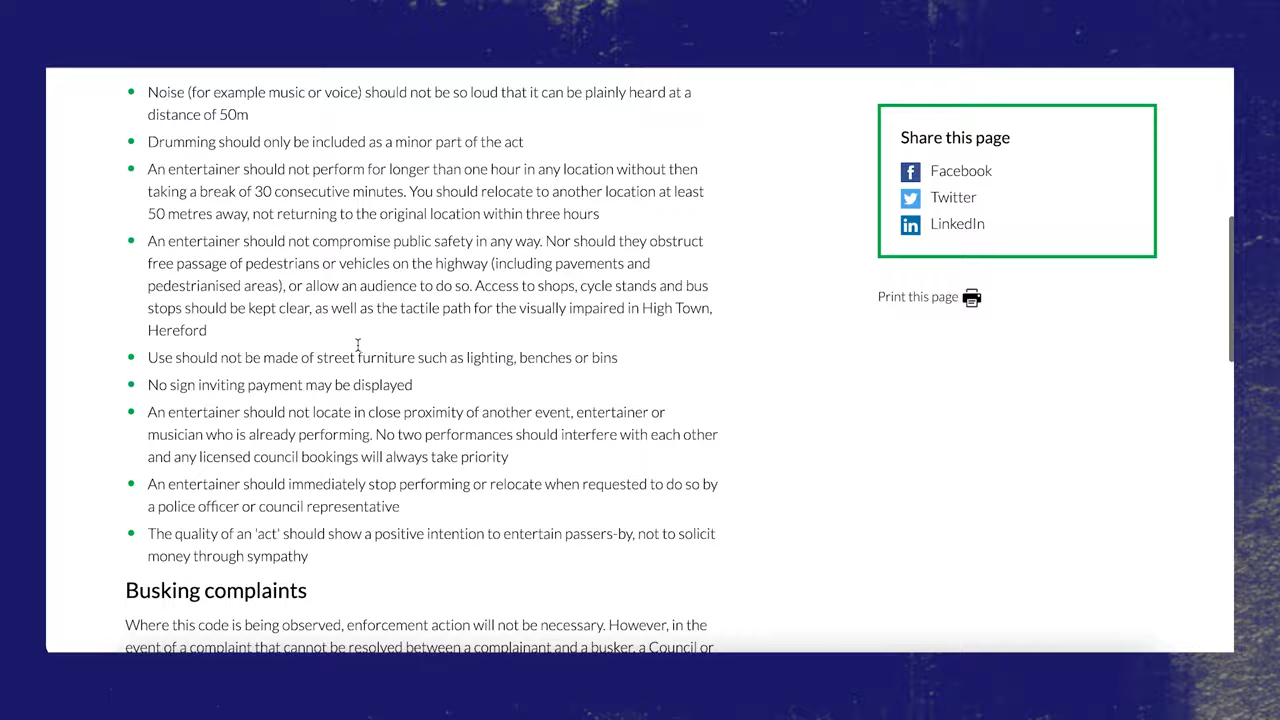 Noise (for example music or voice) should not be so loud that it can be plainly heard at a
distance of 50m
Drumming should only be included as a minor part of the act
An entertainer should not perform for longer than one hour in any location without then
taking a break of 30 consecutive minutes. You should relocate to another location at least
50 metres away, not returning to the original location within three hours
An entertainer should not compromise public safety in any way. Nor should they obstruct
free passage of pedestrians or vehicles on the highway (including pavements and
pedestrianised areas), or allow an audience to do so. Access to shops, cycle stands and bus
stops should be kept clear, as well as the tactile path for the visually impaired in High Town,
Hereford
Use should not be made of street furniture such as lighting, benches or bins
No sign inviting payment may be displayed
An entertainer should not locate in close proximity of another event, entertainer or
musician who is already performing. No two performances should interfere with each other
and any licensed council bookings will always take priority
An entertainer should immediately stop performing or relocate when requested to do so by
a police officer or council representative
The quality of an 'act' should show a positive intention to entertain passers-by, not to solicit
money through sympathy
Busking complaints
Where this code is being observed, enforcement action will not be necessary. However, in the
event of a complaint that cannot be resolved between a complainant and a busker, a Council or
Share this page
Facebook
Twitter
LinkedIn
Print this page